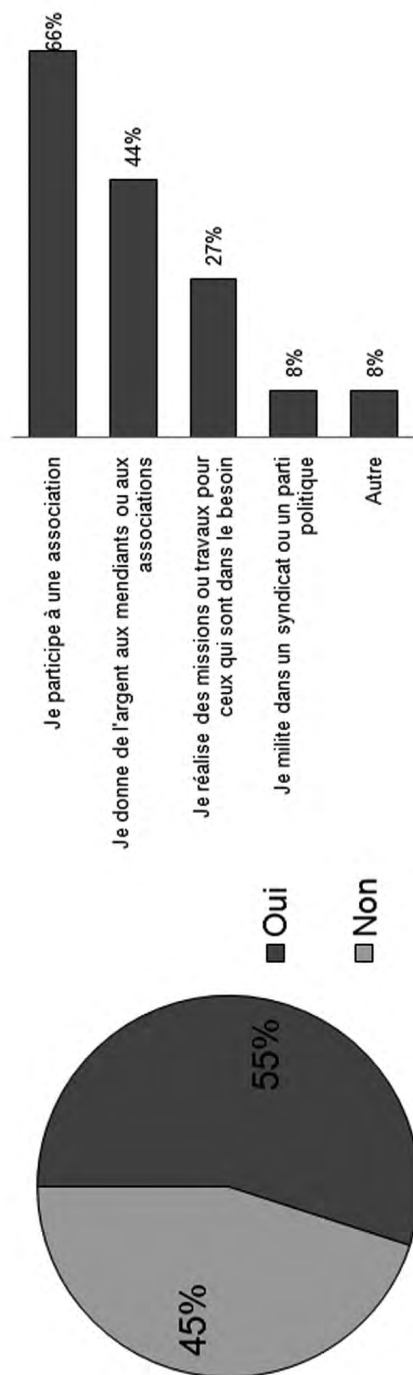 45%
55%
Oui
Non
Je participe à une association
66%
Je donne de l'argent aux mendiants ou aux
associations
44%
Je réalise des missions ou travaux pour
ceux qui sont dans le besoin
27%
Je milite dans un syndicat ou un parti
politique
8%
Autre
8%